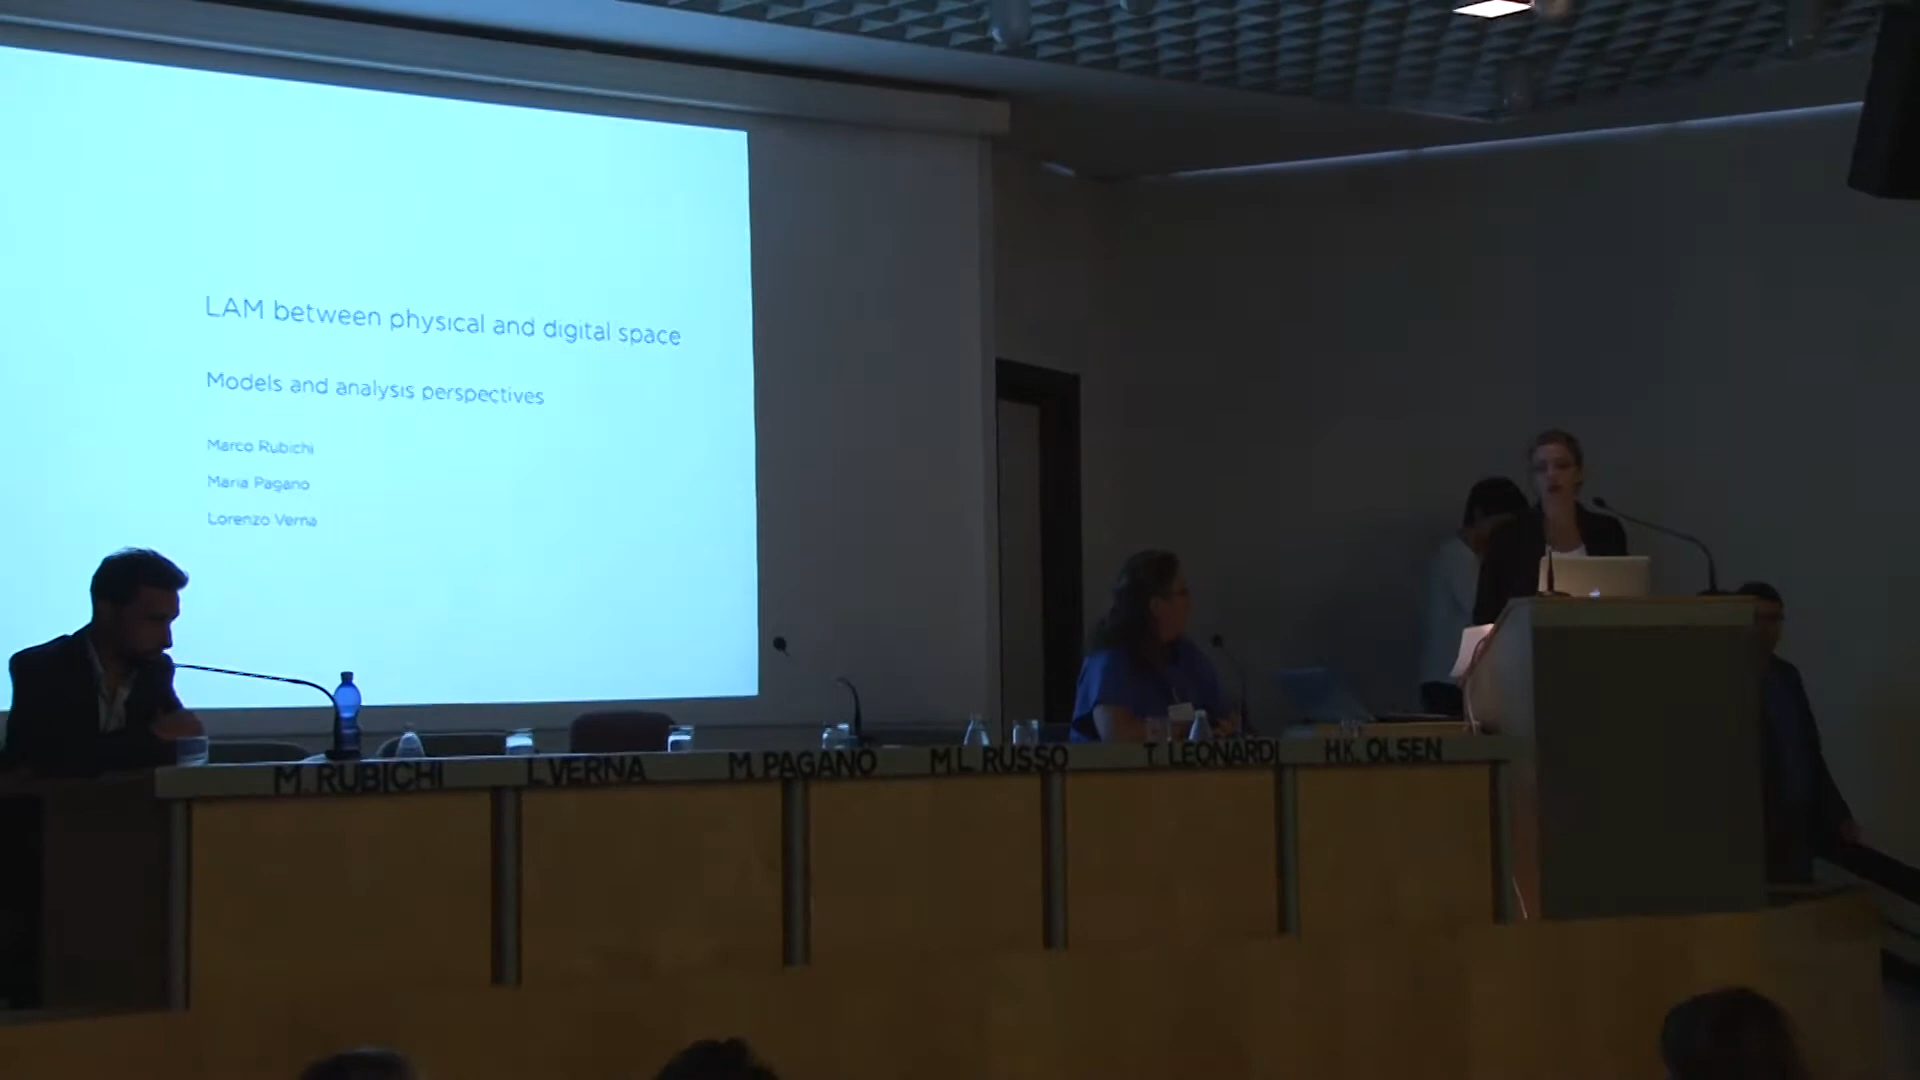 LAM between physical and digital space
Models and analysis perspectives
Marco Rubichi
Maria Pagano
Lorenzo Verna
M. RUBICHI
L.VERNA
M. PAGANO
M.L. RUSSO
T. LEONARDI
H.K. OLSEN